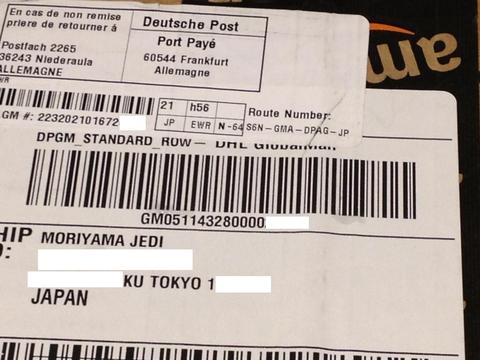 En cas de non remise
priere de retourner à
Postfach 2265
36243 Niederaula
ALLEMAGNE
Deutsche Post
Port Payé
60544 Frankfurt
Allemagne
am
GM #: 223202101672
21 h56
JP EWR N-64
Route Number:
S6N-GMA-DPAG-JP
DPGM_STANDARD_ROW— DHL GlobalMail
GM051143280000
HIP MORIYAMA JEDI
O:
KU TOKYO 1
JAPAN